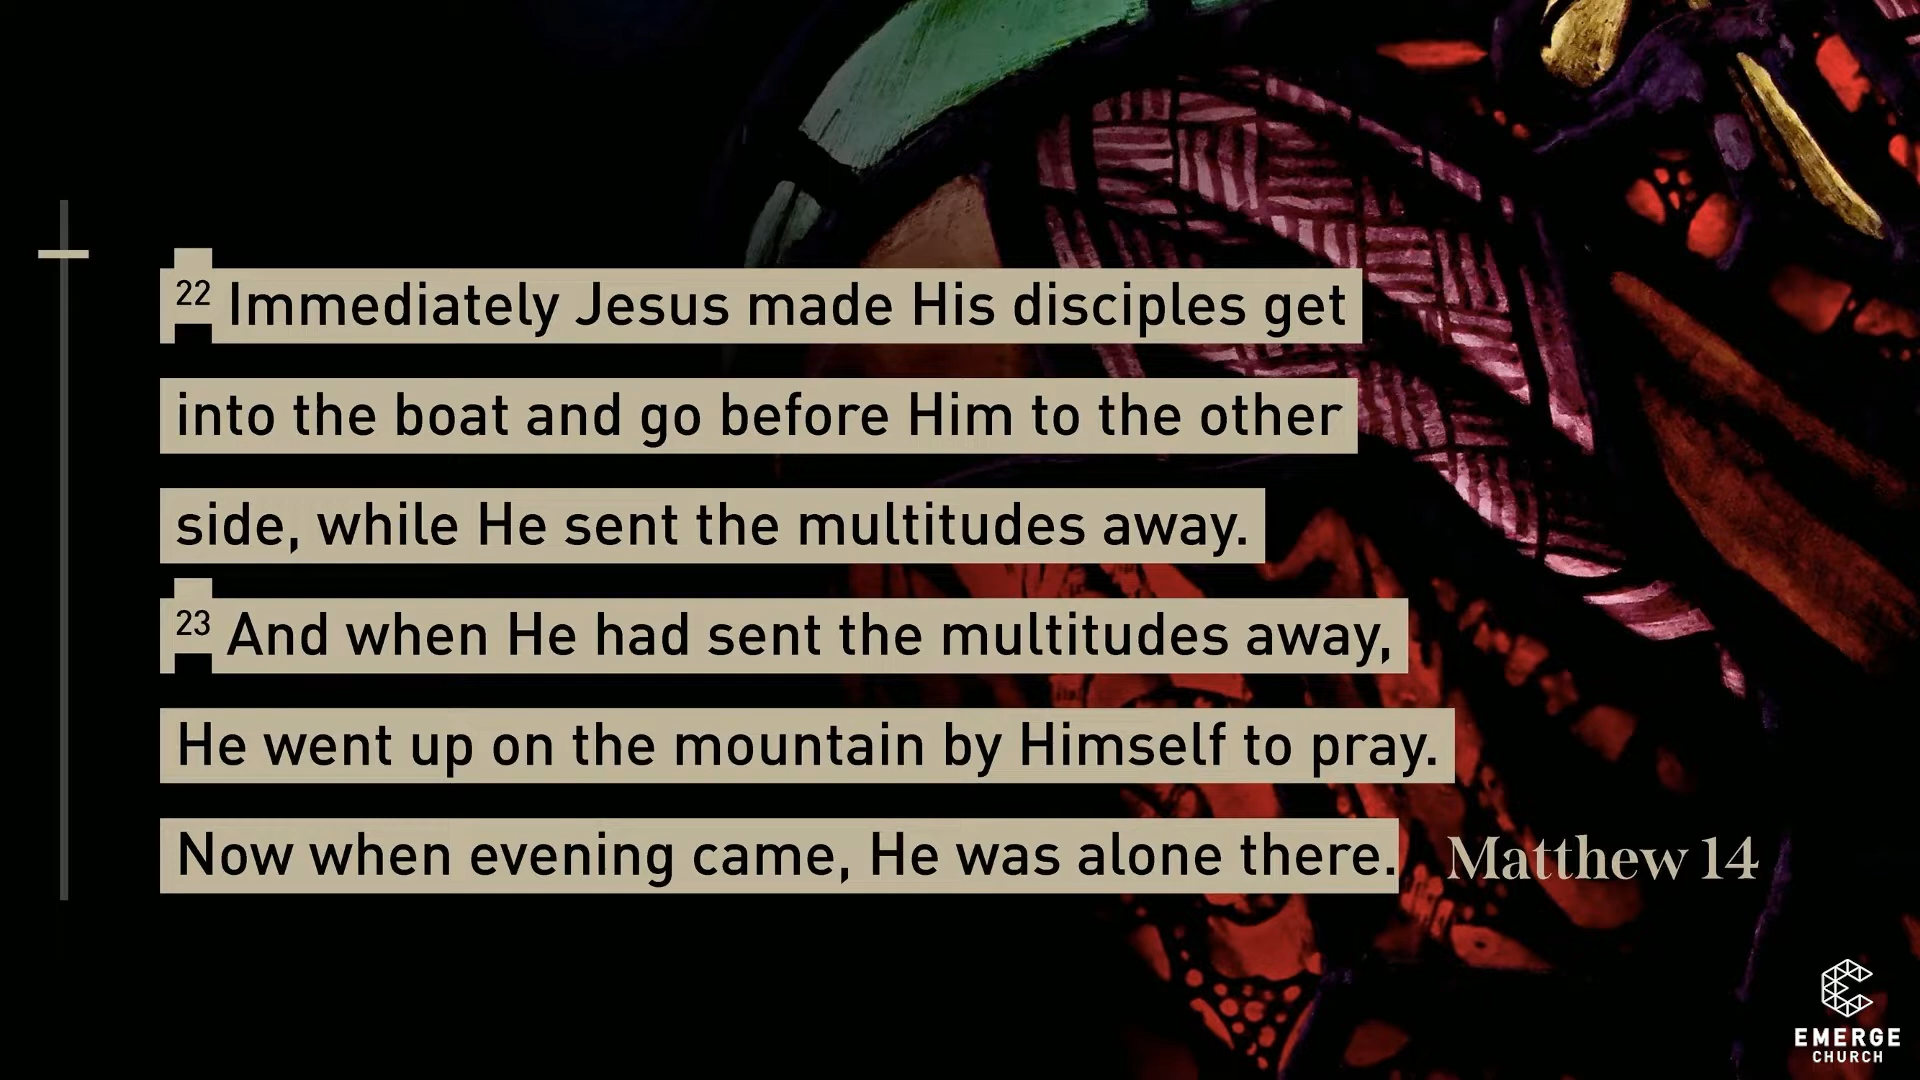 22 Immediately Jesus made His disciples get
into the boat and go before Him to the other
side, while He sent the multitudes away.
23 And when He had sent the multitudes away,
He went up on the mountain by Himself to pray.
Now when evening came, He was alone there. Matthew 14
EMERGE
CHURCH